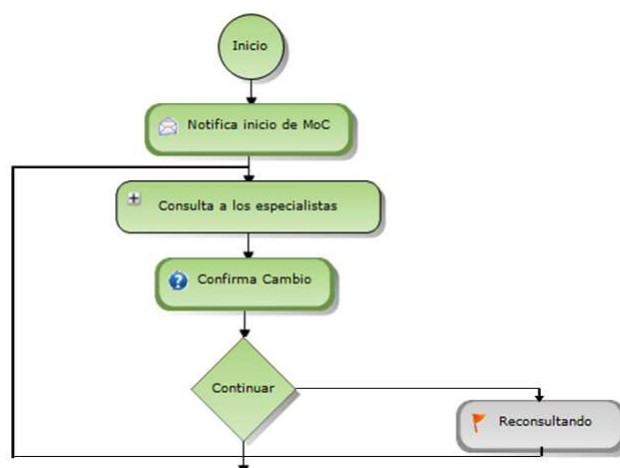 Inicio
Notifica inicio de MoC
Consulta a los especialistas
Confirma Cambio
Continuar
Reconsultando